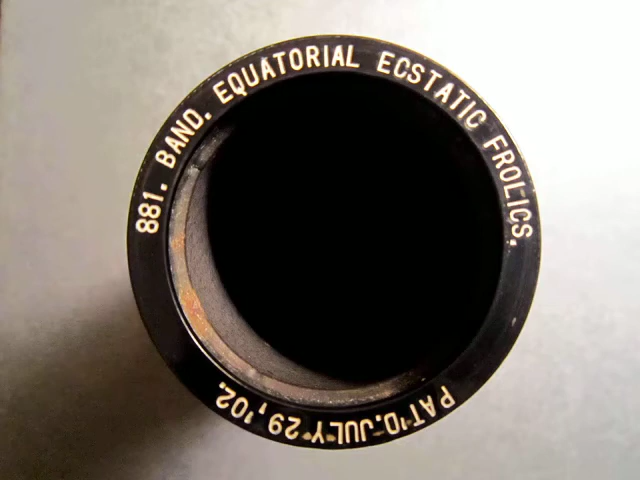 881. BAND. EQUATORIAL ECSTATIC FROLICS.
PAT'D. JULY 29, '02.